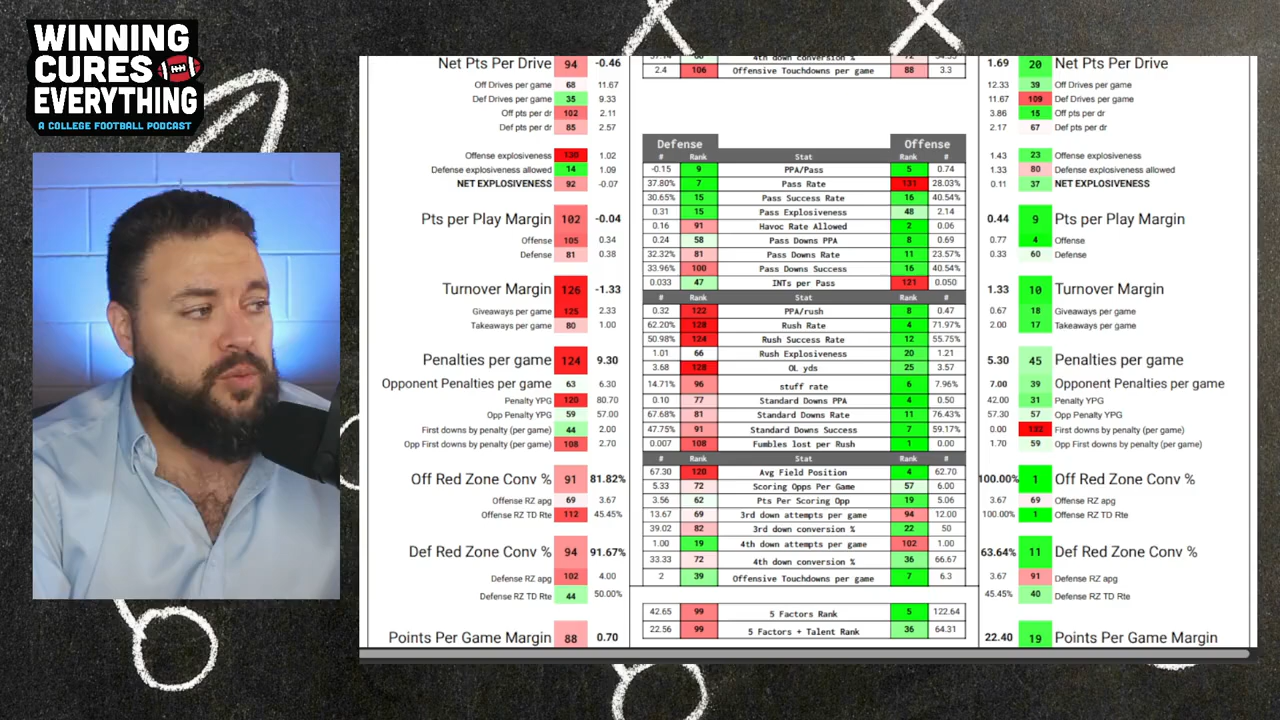 WINNING
CURES
EVERYTHING
A COLLEGE FOOTBALL PODCAST
Net Pts Per Drive 94 -0.46
Off Drives per game 68 11.67
Def Drives per game 35 9.33
Off pts per dr 102 2.11
Def pts per dr 85 2.57
Offense explosiveness 130 1.02
Defense explosiveness allowed 14 1.09
NET EXPLOSIVENESS 92 -0.07
Pts per Play Margin 102 -0.04
Offense 105 0.34
Defense 81 0.38
Turnover Margin 126 -1.33
Giveaways per game 125 2.33
Takeaways per game 80 1.00
Penalties per game 124 9.30
Opponent Penalties per game 63 6.30
Penalty YPG 120 80.70
Opp Penalty YPG 59 57.00
First downs by penalty (per game) 44 2.00
Opp First downs by penalty (per game) 108 2.70
Off Red Zone Conv % 91 81.82%
Offense RZ apg 69 3.67
Offense RZ TD Rte 112 45.45%
Def Red Zone Conv % 94 91.67%
Defense RZ apg 102 4.00
Defense RZ TD Rte 44 50.00%
Points Per Game Margin 88 0.70
4th down conversion %
2.4 106 Offensive Touchdowns per game 88 3.3
Defense Offense
# Rank Stat Rank #
-0.15 9 PPA/Pass 5 0.74
37.80% 7 Pass Rate 131 28.03%
30.65% 15 Pass Success Rate 16 40.54%
0.31 15 Pass Explosiveness 48 2.14
0.16 91 Havoc Rate Allowed 2 0.06
0.24 58 Pass Downs PPA 8 0.69
32.32% 81 Pass Downs Rate 11 23.57%
33.96% 100 Pass Downs Success 16 40.54%
0.033 47 INTs per Pass 121 0.050
# Rank Stat Rank #
0.32 122 PPA/rush 8 0.47
62.20% 128 Rush Rate 4 71.97%
50.98% 124 Rush Success Rate 12 55.75%
1.01 66 Rush Explosiveness 20 1.21
3.68 128 OL yds 25 3.57
14.71% 96 stuff rate 6 7.96%
0.10 77 Standard Downs PPA 4 0.50
67.68% 81 Standard Downs Rate 11 76.43%
47.75% 91 Standard Downs Success 7 59.17%
0.007 108 Fumbles lost per Rush 1 0.00
# Rank Stat Rank #
67.30 120 Avg Field Position 4 62.70
5.33 72 Scoring Opps Per Game 57 6.00
3.56 62 Pts Per Scoring Opp 19 5.06
13.67 69 3rd down attempts per game 94 12.00
39.02 82 3rd down conversion % 22 50
1.00 19 4th down attempts per game 102 1.00
33.33 72 4th down conversion % 36 66.67
2 39 Offensive Touchdowns per game 7 6.3
42.65 99 5 Factors Rank 5 122.64
22.56 99 5 Factors + Talent Rank 36 64.31
1.69 20 Net Pts Per Drive
12.33 39 Off Drives per game
11.67 109 Def Drives per game
3.86 15 Off pts per dr
2.17 67 Def pts per dr
1.43 23 Offense explosiveness
1.33 80 Defense explosiveness allowed
0.11 37 NET EXPLOSIVENESS
0.44 9 Pts per Play Margin
0.77 4 Offense
0.33 60 Defense
1.33 10 Turnover Margin
0.67 18 Giveaways per game
2.00 17 Takeaways per game
5.30 45 Penalties per game
7.00 39 Opponent Penalties per game
42.00 31 Penalty YPG
57.30 57 Opp Penalty YPG
0.00 132 First downs by penalty (per game)
1.70 59 Opp First downs by penalty (per game)
100.00% 1 Off Red Zone Conv %
3.67 69 Offense RZ apg
100.00% 1 Offense RZ TD Rte
63.64% 11 Def Red Zone Conv %
3.67 91 Defense RZ apg
45.45% 40 Defense RZ TD Rte
22.40 19 Points Per Game Margin